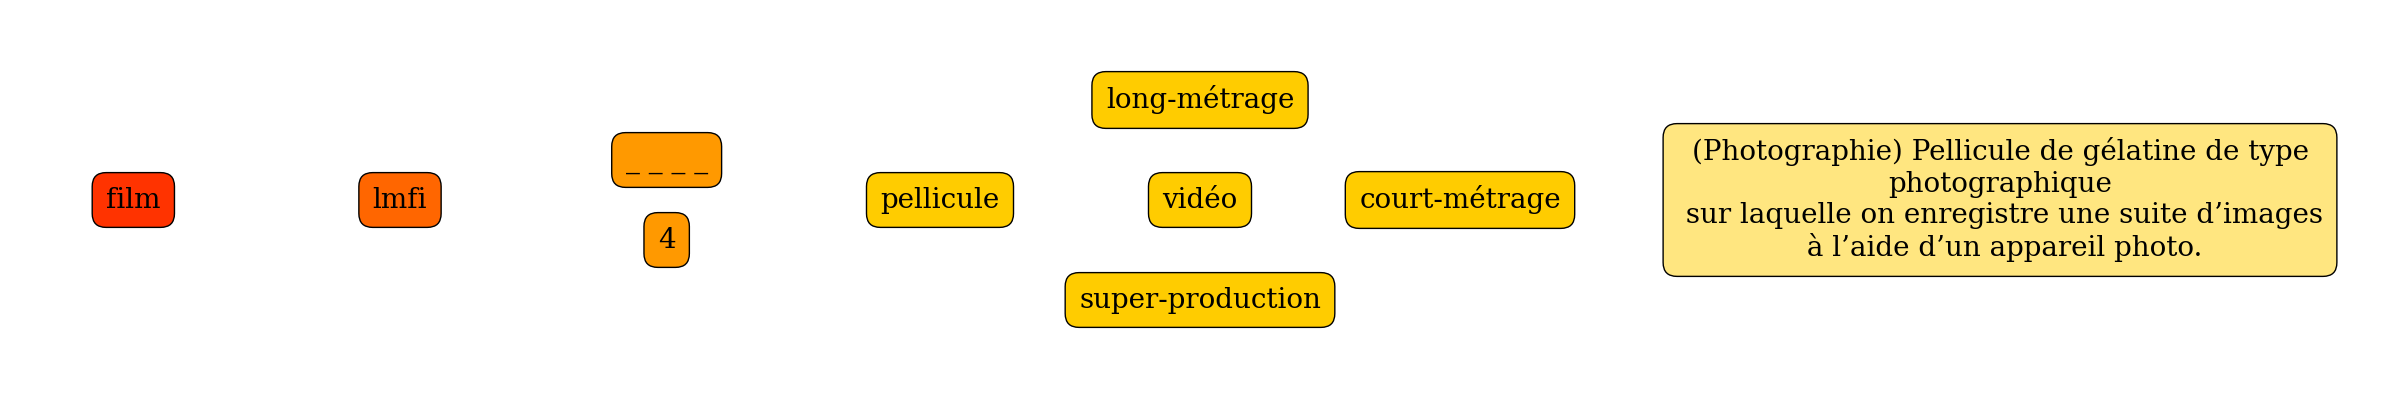 film
lmfi
_ _ _ _
4
pellicule
long-métrage
vidéo
court-métrage
super-production
(Photographie) Pellicule de gélatine de type
photographique
sur laquelle on enregistre une suite d’images
à l’aide d’un appareil photo.